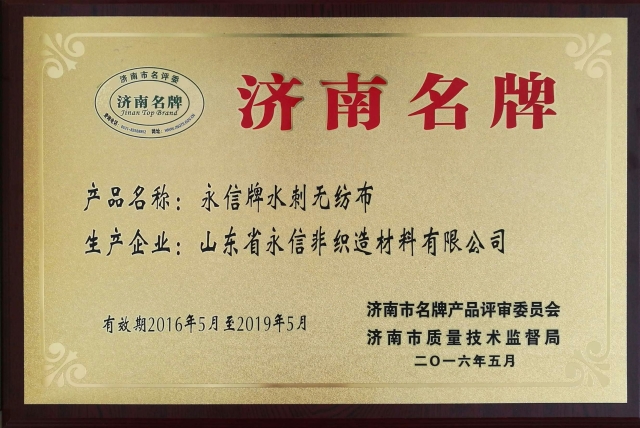 济南市名评委
济南名牌
Jinan Top Brand
济南名牌
产品名称：永信牌水刺无纺布
生产企业：山东省永信非织造材料有限公司
有效期2016年5月至2019年5月
济南市名牌产品评审委员会
济南市质量技术监督局
二〇一六年五月